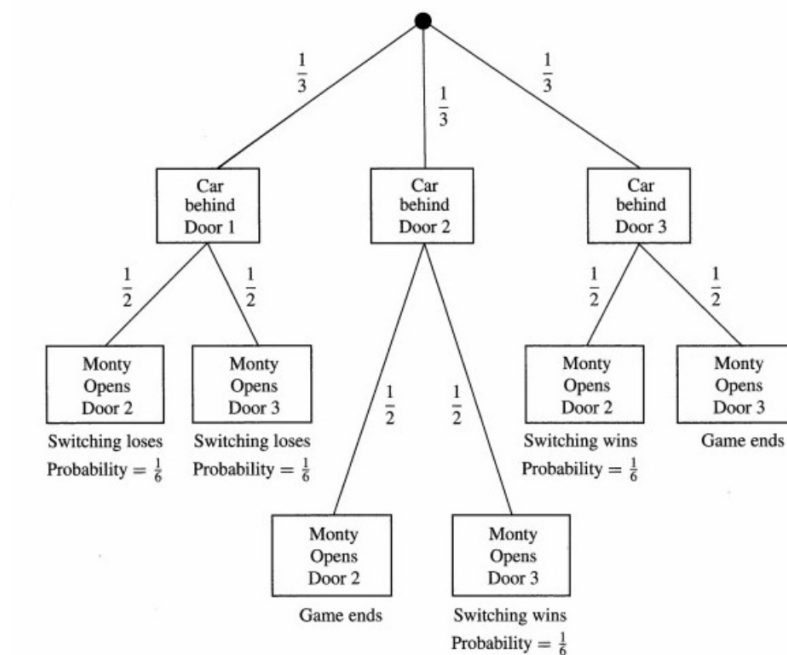 1/3
1/3
1/3
Car
behind
Door 1
Car
behind
Door 2
Car
behind
Door 3
1/2
1/2
1/2
1/2
1/2
1/2
Monty
Opens
Door 2
Switching loses
Probability = 1/6
Monty
Opens
Door 3
Switching loses
Probability = 1/6
Monty
Opens
Door 2
Switching wins
Probability = 1/6
Monty
Opens
Door 3
Game ends
Monty
Opens
Door 2
Game ends
Monty
Opens
Door 3
Switching wins
Probability = 1/6